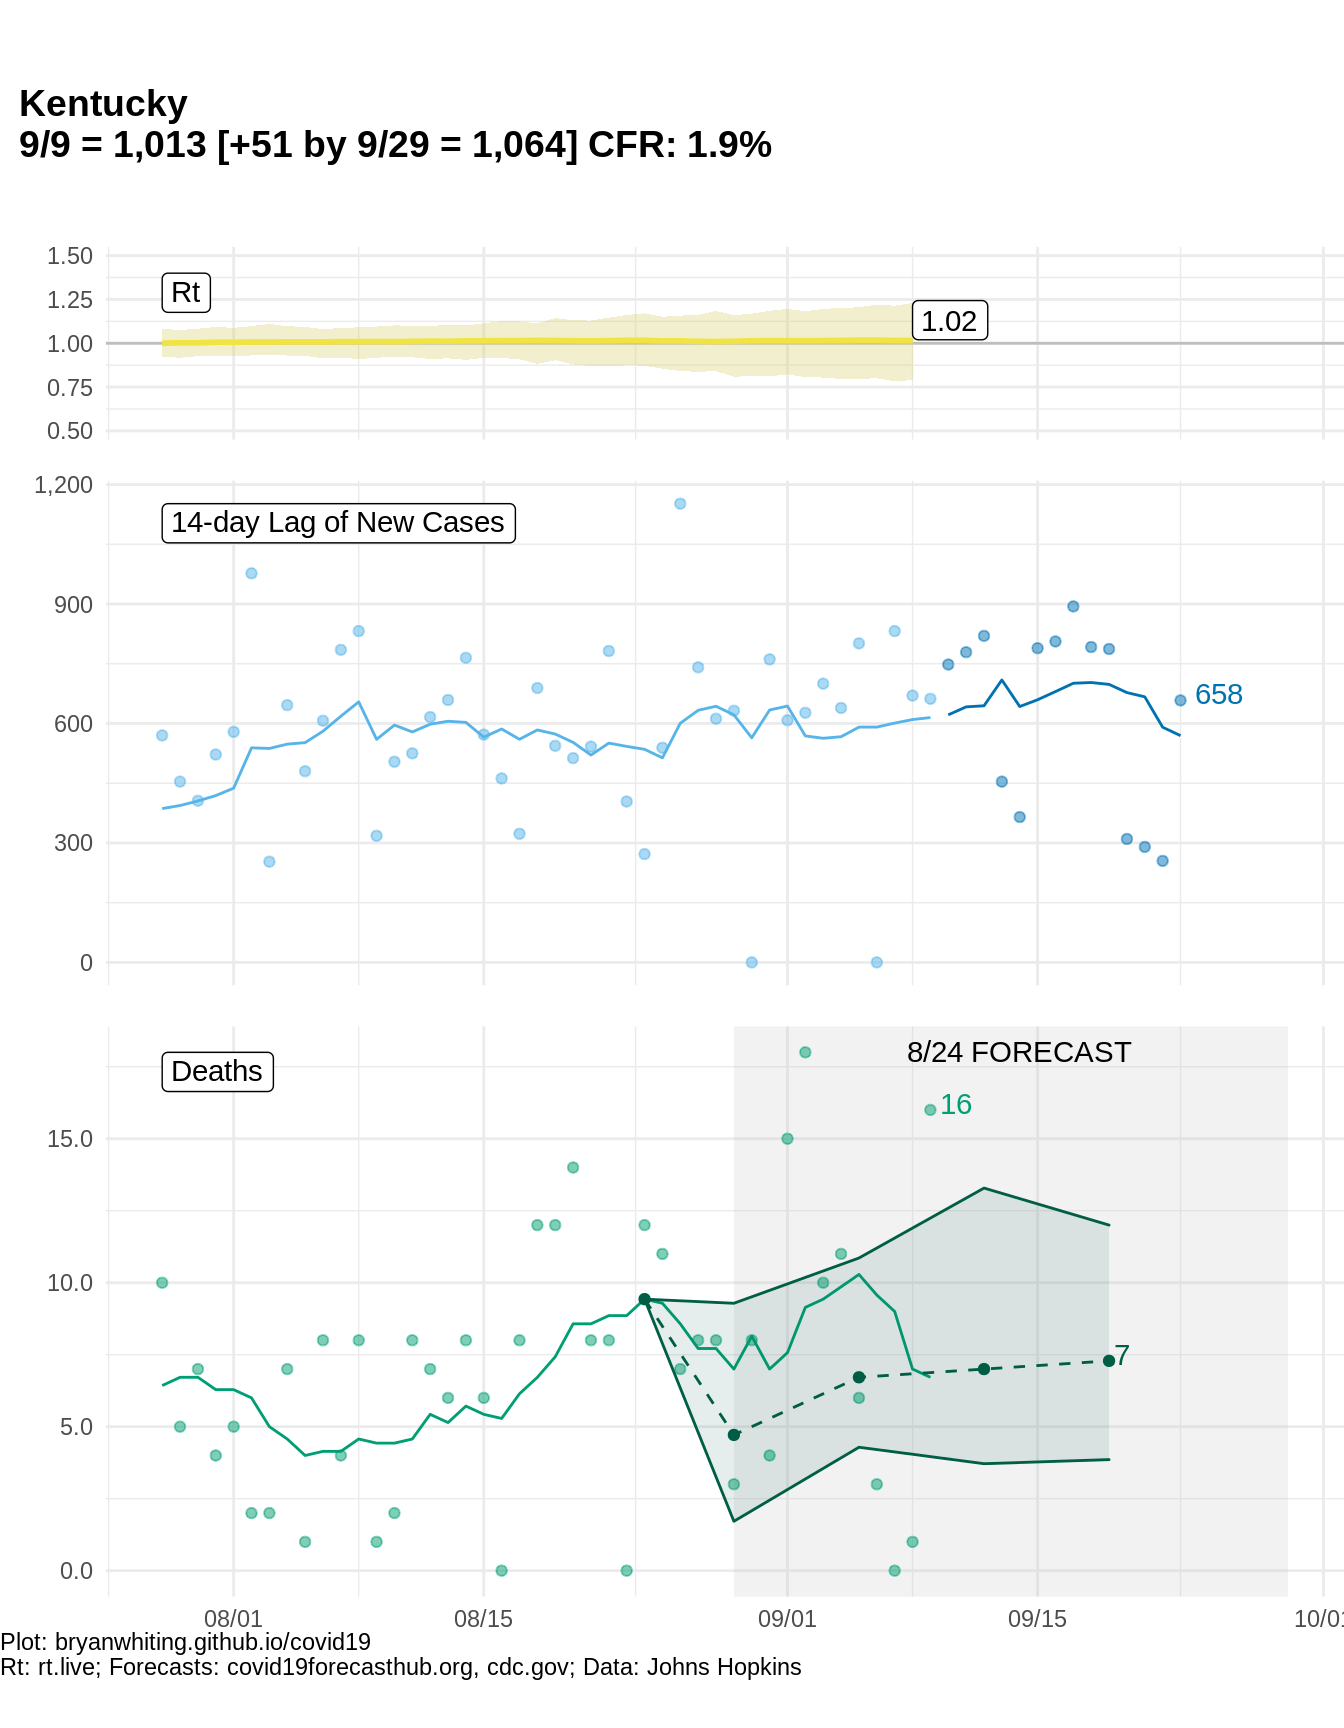 Kentucky
9/9 = 1,013 [+51 by 9/29 = 1,064] CFR: 1.9%
1.50
Rt
1.25
1.02
1.00
0.75
0.50
1,200
14-day Lag of New Cases
900
658
600
300
0
8/24 FORECAST
Deaths
16
15.0
10.0
7
5.0
0.0
08/01 08/15 09/01 09/15 10/01
Plot: bryanwhiting.github.io/covid19
Rt: rt.live; Forecasts: covid19forecasthub.org, cdc.gov; Data: Johns Hopkins